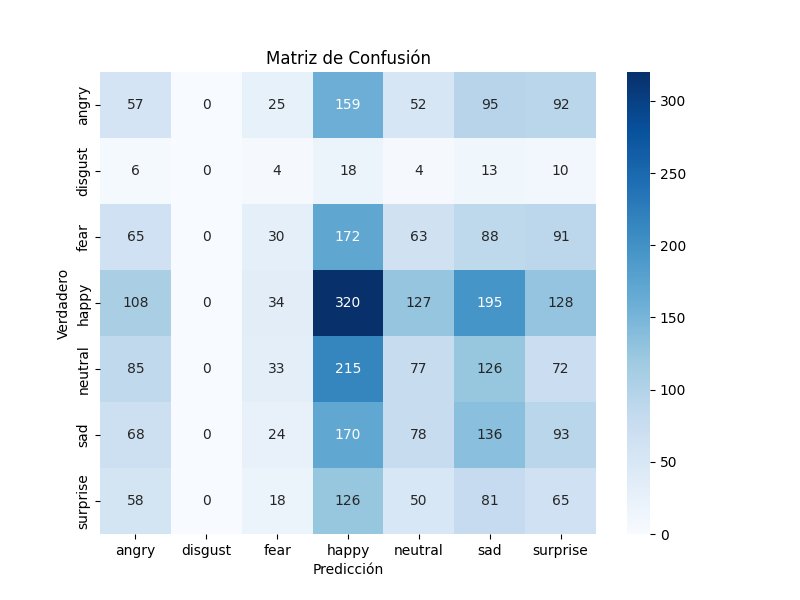 Matriz de Confusión
angry 57 0 25 159 52 95 92
disgust 6 0 4 18 4 13 10
fear 65 0 30 172 63 88 91
happy 108 0 34 320 127 195 128
neutral 85 0 33 215 77 126 72
sad 68 0 24 170 78 136 93
surprise 58 0 18 126 50 81 65
angry disgust fear happy neutral sad surprise
Predicción
Verdadero
300
250
200
150
100
50
0